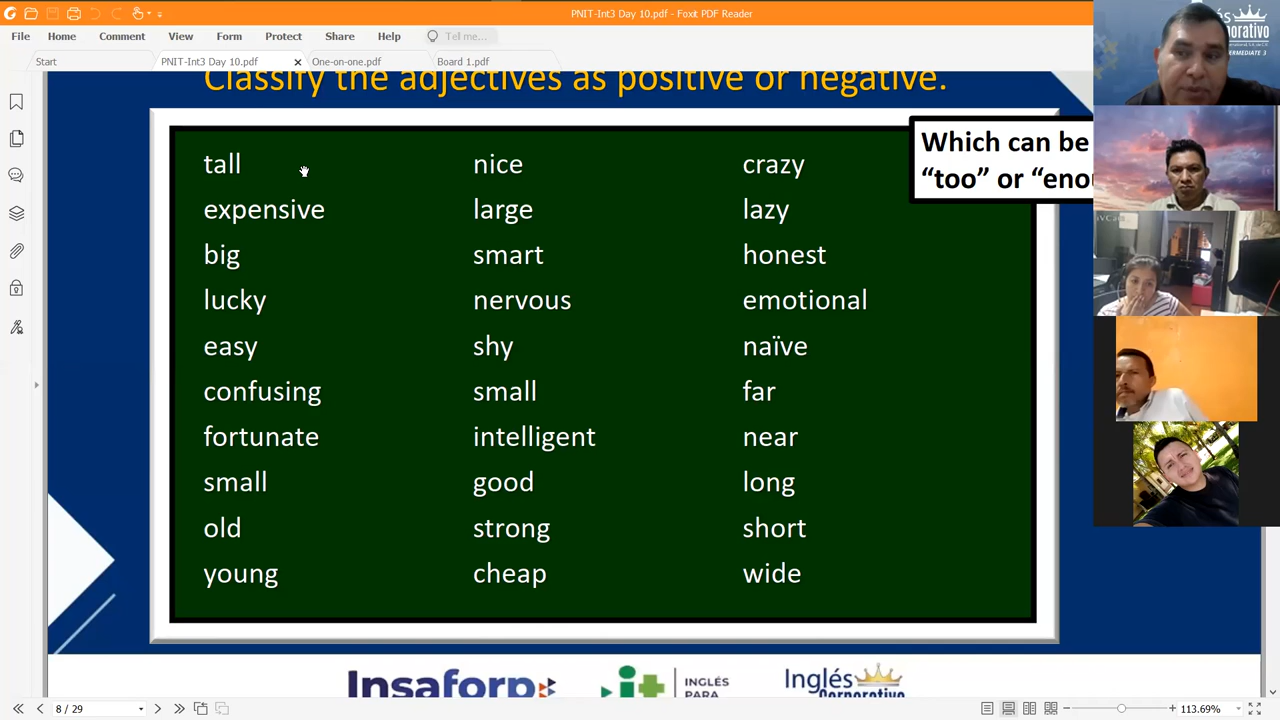 PNIT-Int3 Day 10.pdf - Foxit PDF Reader
File Home Comment View Form Protect Share Help Tell me...
Start PNIT-Int3 Day 10.pdf One-on-one.pdf Board 1.pdf
Classify the adjectives as positive or negative.
Which can be
“too” or “eno
tall nice crazy
expensive large lazy
big smart honest
lucky nervous emotional
easy shy naïve
confusing small far
fortunate intelligent near
small good long
old strong short
young cheap wide
Insaforp
it INGLÉS
PARA
Inglés
Corporativo
8 / 29
113.69%